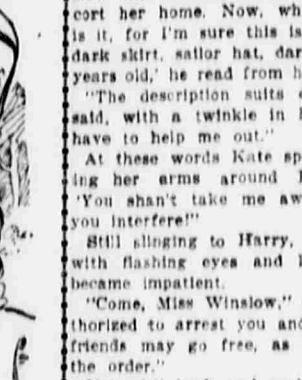 cort her home. Now, wh
is it, for I'm sure this is
dark skirt, sailor hat, dar
years old,' he read from h
"The description suits e
said, with a twinkle in h
have to help me out."
At these words Kate sp
ing her arms around H
'You shan't take me aw
you interfere!"
Still slinging to Harry,
with flashing eyes and h
became impatient.
"Come, Miss Winslow,"
thorized to arrest you and
friends may go free, as
the order."